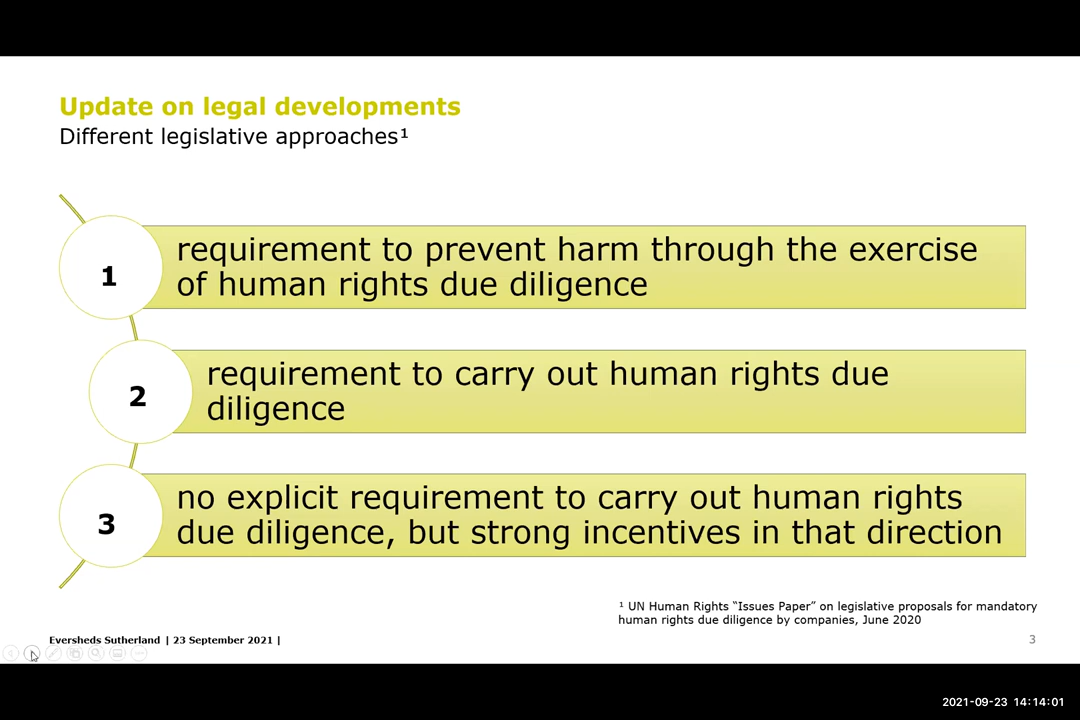 Update on legal developments
Different legislative approaches¹
1
requirement to prevent harm through the exercise
of human rights due diligence
2
requirement to carry out human rights due
diligence
3
no explicit requirement to carry out human rights
due diligence, but strong incentives in that direction
¹ UN Human Rights “Issues Paper” on legislative proposals for mandatory
human rights due diligence by companies, June 2020
Eversheds Sutherland | 23 September 2021 |
3
2021-09-23 14:14:01